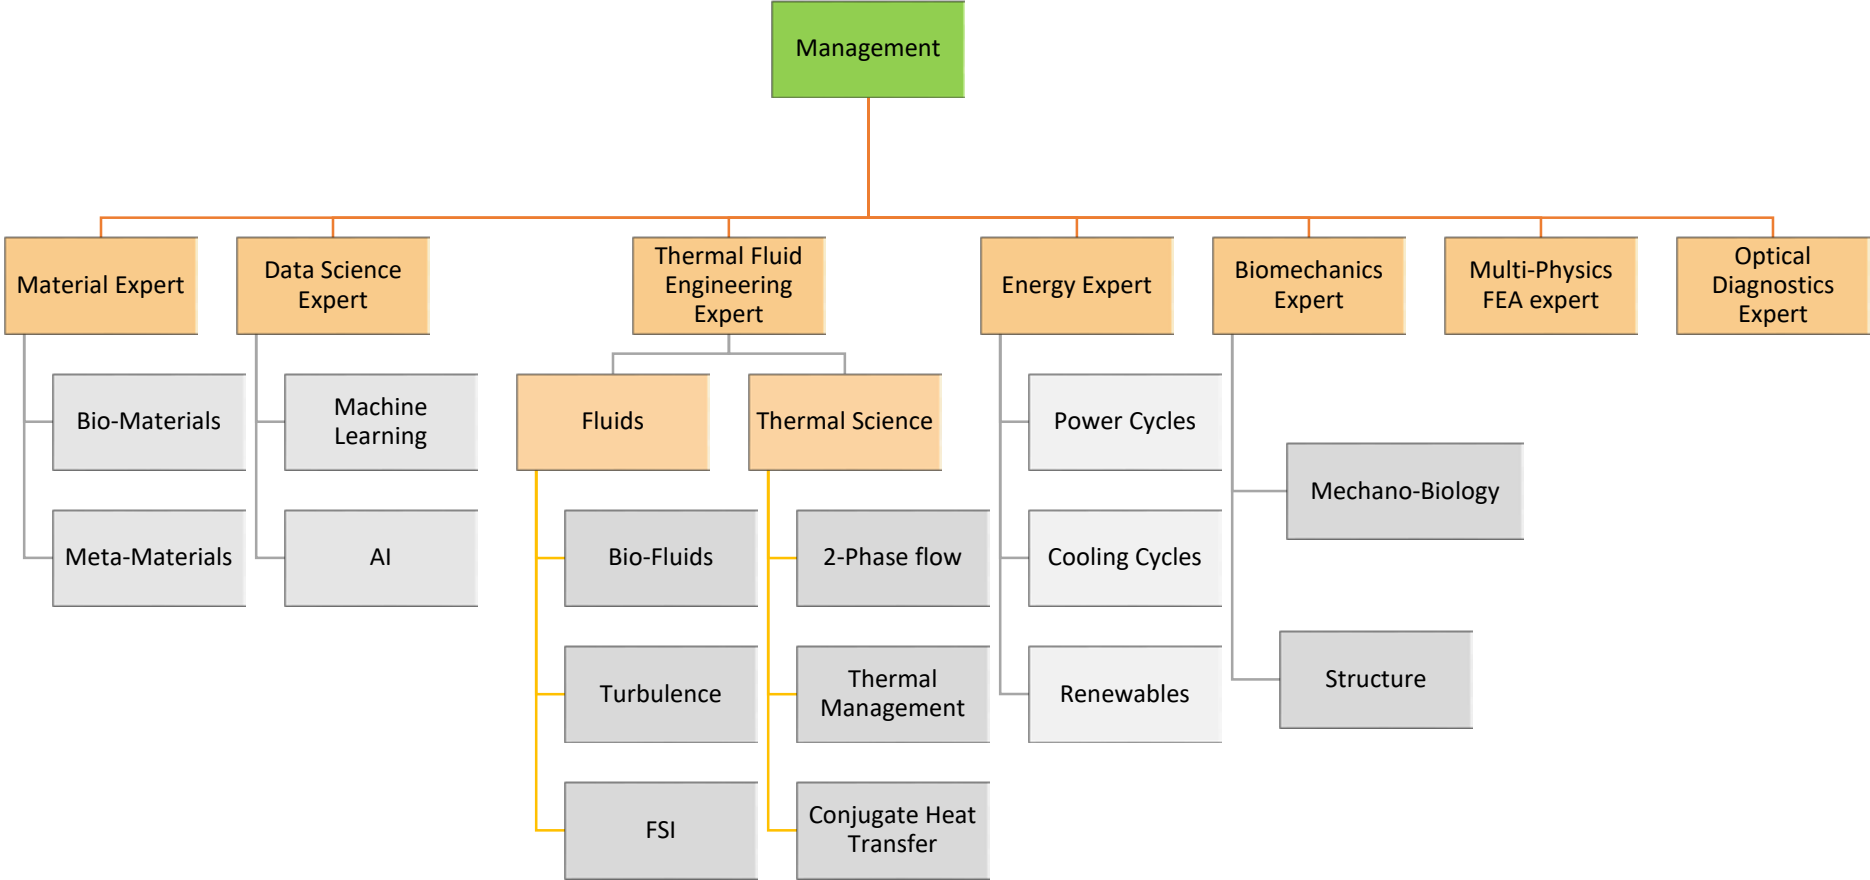 Management
Material Expert
Data Science
Expert
Thermal Fluid
Engineering
Expert
Energy Expert
Biomechanics
Expert
Multi-Physics
FEA expert
Optical
Diagnostics
Expert
Bio-Materials
Meta-Materials
Machine
Learning
AI
Fluids
Bio-Fluids
Turbulence
FSI
Thermal Science
2-Phase flow
Thermal
Management
Conjugate Heat
Transfer
Power Cycles
Cooling Cycles
Renewables
Mechano-Biology
Structure